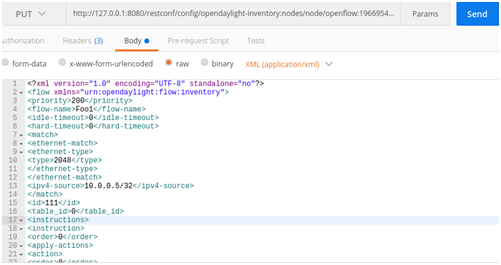 PUT http://127.0.0.1:8080/restconf/config/opendaylight-inventory:nodes/node/openflow:1966954... Params Send
Authorization Headers (3) Body Pre-request Script Tests
form-data x-www-form-urlencoded raw binary XML (application/xml)
1 <?xml version="1.0" encoding="UTF-8" standalone="no"?>
2 <flow xmlns="urn:opendaylight:flow:inventory">
3 <priority>200</priority>
4 <flow-name>Foo1</flow-name>
5 <idle-timeout>0</idle-timeout>
6 <hard-timeout>0</hard-timeout>
7 <match>
8 <ethernet-match>
9 <ethernet-type>
10 <type>2048</type>
11 </ethernet-type>
12 </ethernet-match>
13 <ipv4-source>10.0.0.5/32</ipv4-source>
14 </match>
15 <id>111</id>
16 <table_id>0</table_id>
17 <instructions>
18 <instruction>
19 <order>0</order>
20 <apply-actions>
21 <action>
22 <order>0</order>